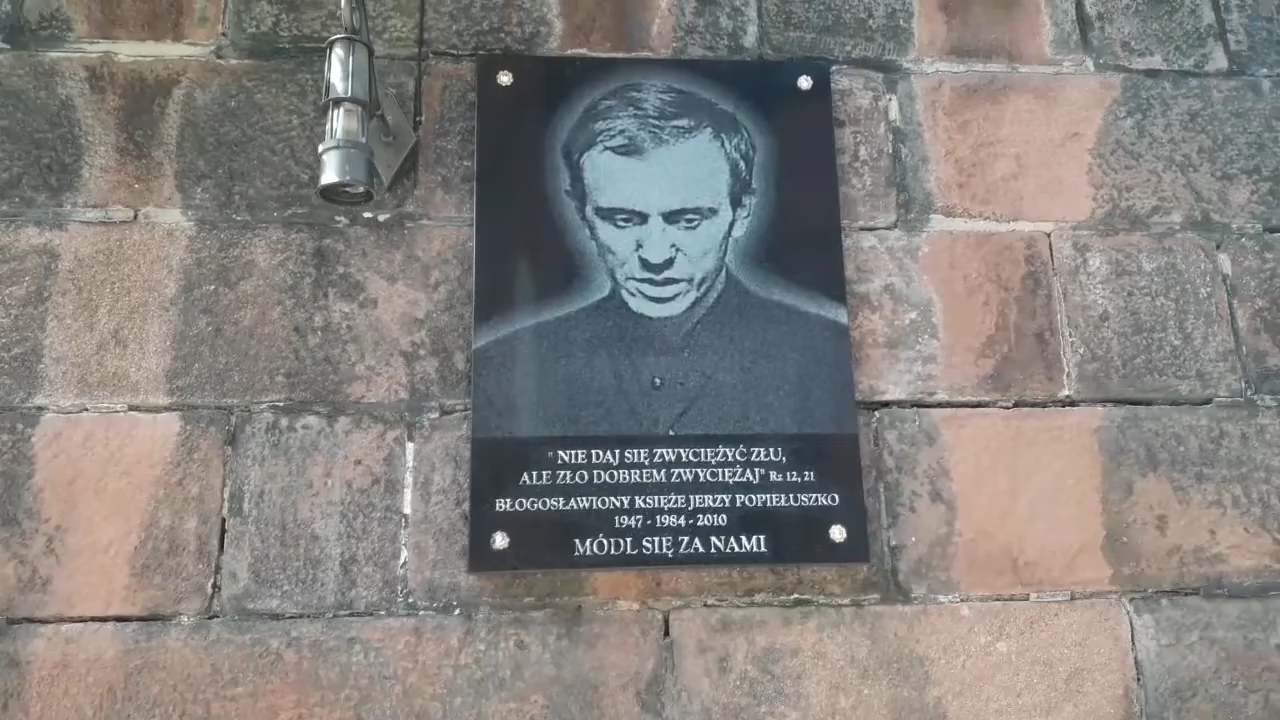 " NIE DAJ SIĘ ZWYCIĘŻYĆ ZŁU,
ALE ZŁO DOBREM ZWYCIĘŻAJ" Rz 12, 21
BŁOGOSŁAWIONY KSIĘŻE JERZY POPIEŁUSZKO
1947 - 1984 - 2010
MÓDL SIĘ ZA NAMI